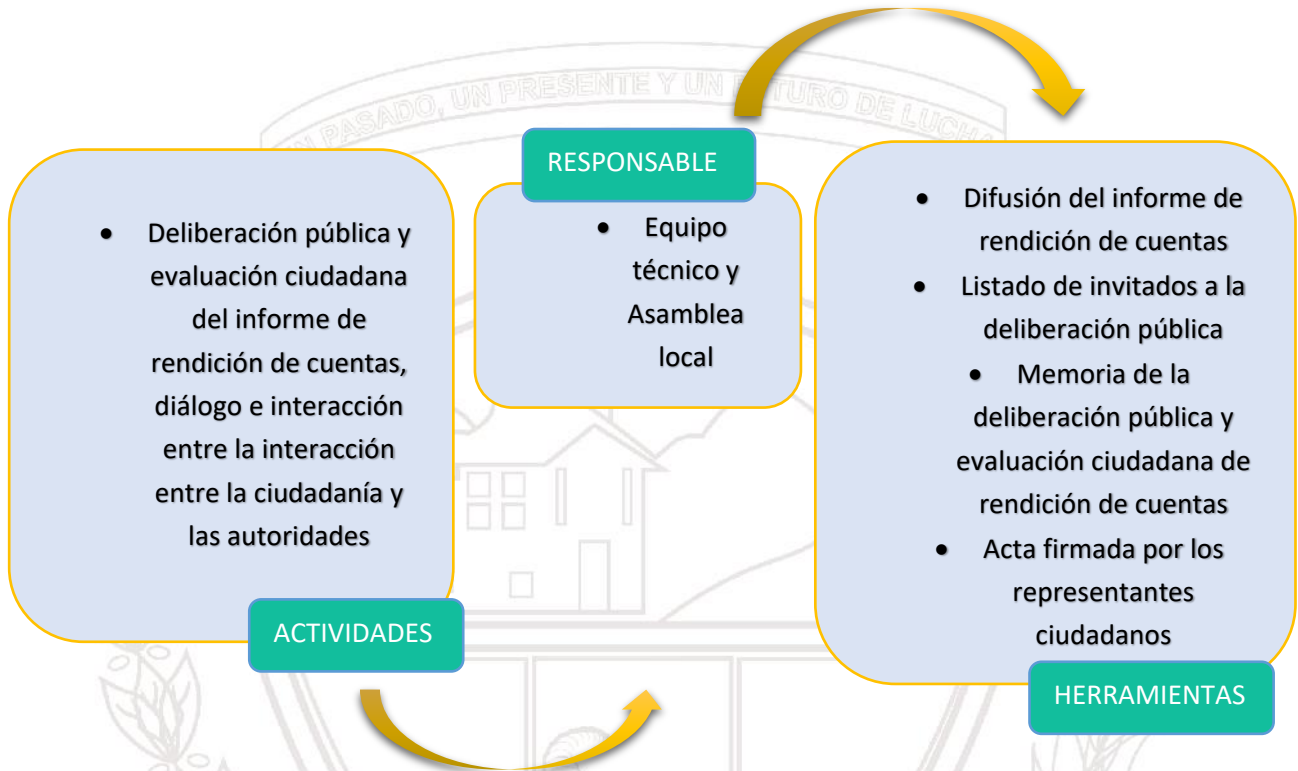 UN PASADO, UN PRESENTE Y UN FUTURO DE LUCHA
• Deliberación pública y
evaluación ciudadana
del informe de
rendición de cuentas,
diálogo e interacción
entre la interacción
entre la ciudadanía y
las autoridades
ACTIVIDADES
RESPONSABLE
• Equipo
técnico y
Asamblea
local
• Difusión del informe de
rendición de cuentas
• Listado de invitados a la
deliberación pública
• Memoria de la
deliberación pública y
evaluación ciudadana de
rendición de cuentas
• Acta firmada por los
representantes
ciudadanos
HERRAMIENTAS